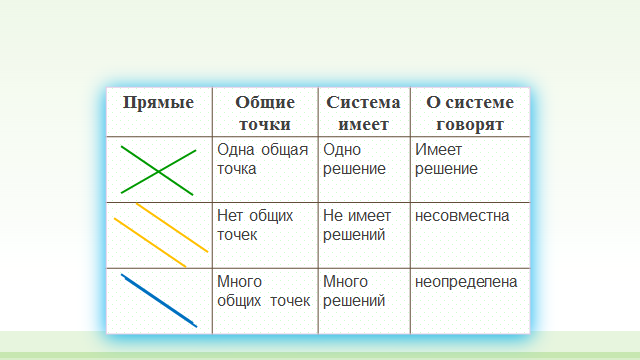 Прямые
Общие
точки
Система
имеет
О системе
говорят
Одна общая
точка
Одно
решение
Имеет
решение
Нет общих
точек
Не имеет
решений
несовместна
Много
общих точек
Много
решений
неопределена